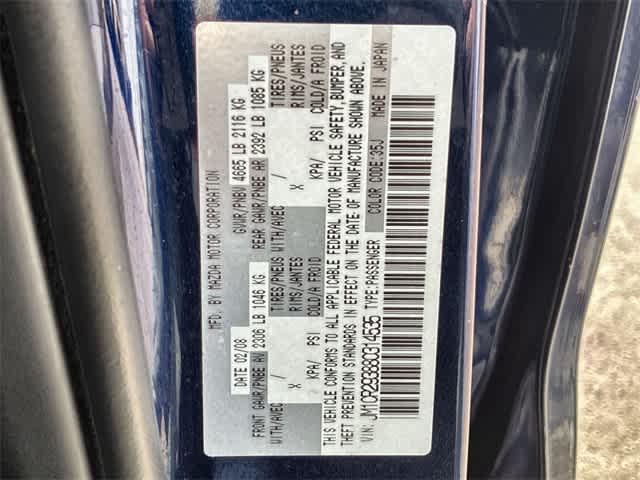 MFD. BY MAZDA MOTOR CORPORATION
DATE 02/08 GVWR/PNBV 4665 LB 2116 KG
FRONT GAWR/PNBE AV 2306 LB 1046 KG REAR GAWR/PNBE AR 2392 LB 1085 KG
WITH/AVEC TIRES/PNEUS WITH/AVEC TIRES/PNEUS
/ X RIMS/JANTES / X RIMS/JANTES
KPA/ PSI COLD/A FROID KPA/ PSI COLD/A FROID
THIS VEHICLE CONFORMS TO ALL APPLICABLE FEDERAL MOTOR VEHICLE SAFETY, BUMPER, AND
THEFT PREVENTION STANDARDS IN EFFECT ON THE DATE OF MANUFACTURE SHOWN ABOVE.
VIN: JM1CR293880314535 TYPE:PASSENGER COLOR CODE:35J MADE IN JAPAN